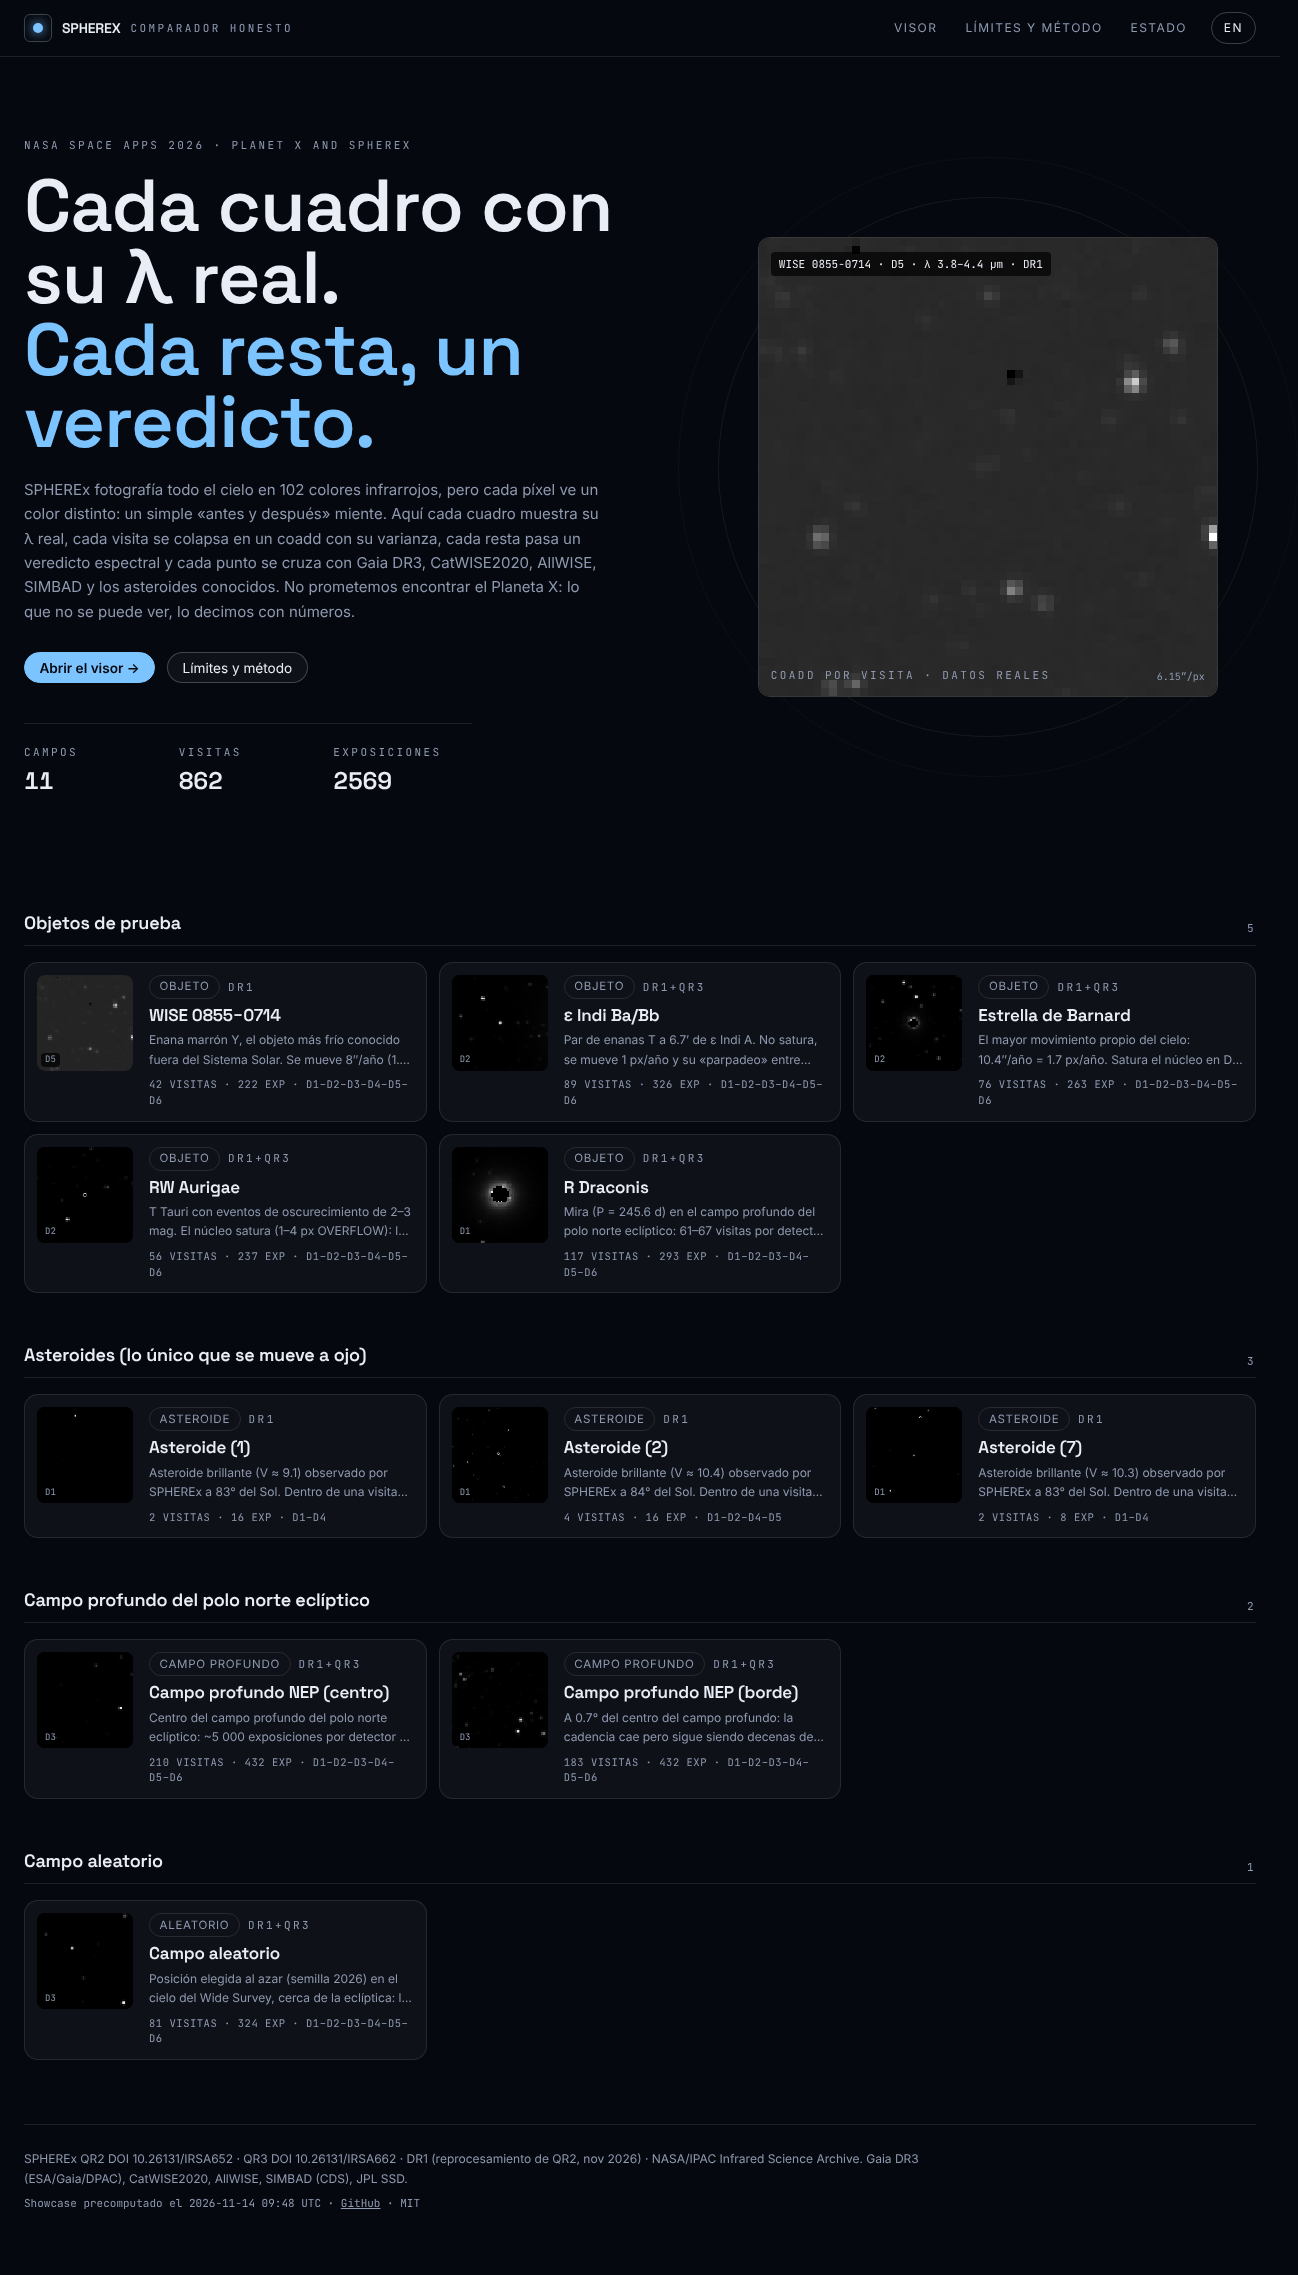 SPHEREX COMPARADOR HONESTO
VISOR LÍMITES Y MÉTODO ESTADO EN
NASA SPACE APPS 2026 · PLANET X AND SPHEREX
Cada cuadro con
su λ real.
Cada resta, un
veredicto.
SPHEREx fotografía todo el cielo en 102 colores infrarrojos, pero cada píxel ve un
color distinto: un simple «antes y después» miente. Aquí cada cuadro muestra su
λ real, cada visita se colapsa en un coadd con su varianza, cada resta pasa un
veredicto espectral y cada punto se cruza con Gaia DR3, CatWISE2020, AllWISE,
SIMBAD y los asteroides conocidos. No prometemos encontrar el Planeta X: lo
que no se puede ver, lo decimos con números.
Abrir el visor →
Límites y método
CAMPOS VISITAS EXPOSICIONES
11 862 2569
WISE 0855-0714 · D5 · λ 3.8–4.4 µm · DR1
COADD POR VISITA · DATOS REALES
6.15″/px
Objetos de prueba
5
D5
OBJETO DR1
WISE 0855-0714
Enana marrón Y, el objeto más frío conocido
fuera del Sistema Solar. Se mueve 8″/año (1.…
42 VISITAS · 222 EXP · D1-D2-D3-D4-D5-
D6
D2
OBJETO DR1+QR3
ε Indi Ba/Bb
Par de enanas T a 6.7′ de ε Indi A. No satura,
se mueve 1 px/año y su «parpadeo» entre…
89 VISITAS · 326 EXP · D1-D2-D3-D4-D5-
D6
D2
OBJETO DR1+QR3
Estrella de Barnard
El mayor movimiento propio del cielo:
10.4″/año = 1.7 px/año. Satura el núcleo en D…
76 VISITAS · 263 EXP · D1-D2-D3-D4-D5-
D6
D2
OBJETO DR1+QR3
RW Aurigae
T Tauri con eventos de oscurecimiento de 2–3
mag. El núcleo satura (1–4 px OVERFLOW): l…
56 VISITAS · 237 EXP · D1-D2-D3-D4-D5-
D6
D1
OBJETO DR1+QR3
R Draconis
Mira (P = 245.6 d) en el campo profundo del
polo norte eclíptico: 61–67 visitas por detect…
117 VISITAS · 293 EXP · D1-D2-D3-D4-
D5-D6
Asteroides (lo único que se mueve a ojo)
3
D1
ASTEROIDE DR1
Asteroide (1)
Asteroide brillante (V ≈ 9.1) observado por
SPHEREx a 83° del Sol. Dentro de una visita…
2 VISITAS · 16 EXP · D1-D4
D1
ASTEROIDE DR1
Asteroide (2)
Asteroide brillante (V ≈ 10.4) observado por
SPHEREx a 84° del Sol. Dentro de una visita…
4 VISITAS · 16 EXP · D1-D2-D4-D5
D1
ASTEROIDE DR1
Asteroide (7)
Asteroide brillante (V ≈ 10.3) observado por
SPHEREx a 83° del Sol. Dentro de una visita…
2 VISITAS · 8 EXP · D1-D4
Campo profundo del polo norte eclíptico
2
D3
CAMPO PROFUNDO DR1+QR3
Campo profundo NEP (centro)
Centro del campo profundo del polo norte
eclíptico: ~5 000 exposiciones por detector …
210 VISITAS · 432 EXP · D1-D2-D3-D4-
D5-D6
D3
CAMPO PROFUNDO DR1+QR3
Campo profundo NEP (borde)
A 0.7° del centro del campo profundo: la
cadencia cae pero sigue siendo decenas de…
183 VISITAS · 432 EXP · D1-D2-D3-D4-
D5-D6
Campo aleatorio
1
D3
ALEATORIO DR1+QR3
Campo aleatorio
Posición elegida al azar (semilla 2026) en el
cielo del Wide Survey, cerca de la eclíptica: l…
81 VISITAS · 324 EXP · D1-D2-D3-D4-D5-
D6
SPHEREx QR2 DOI 10.26131/IRSA652 · QR3 DOI 10.26131/IRSA662 · DR1 (reprocesamiento de QR2, nov 2026) · NASA/IPAC Infrared Science Archive. Gaia DR3
(ESA/Gaia/DPAC), CatWISE2020, AllWISE, SIMBAD (CDS), JPL SSD.
Showcase precomputado el 2026-11-14 09:48 UTC · GitHub · MIT